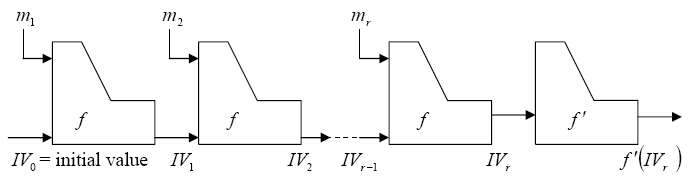 m₁ m₂ mᵣ
f f f f′
IV₀ = initial value IV₁ IV₂ IVᵣ₋₁ IVᵣ f′(IVᵣ)